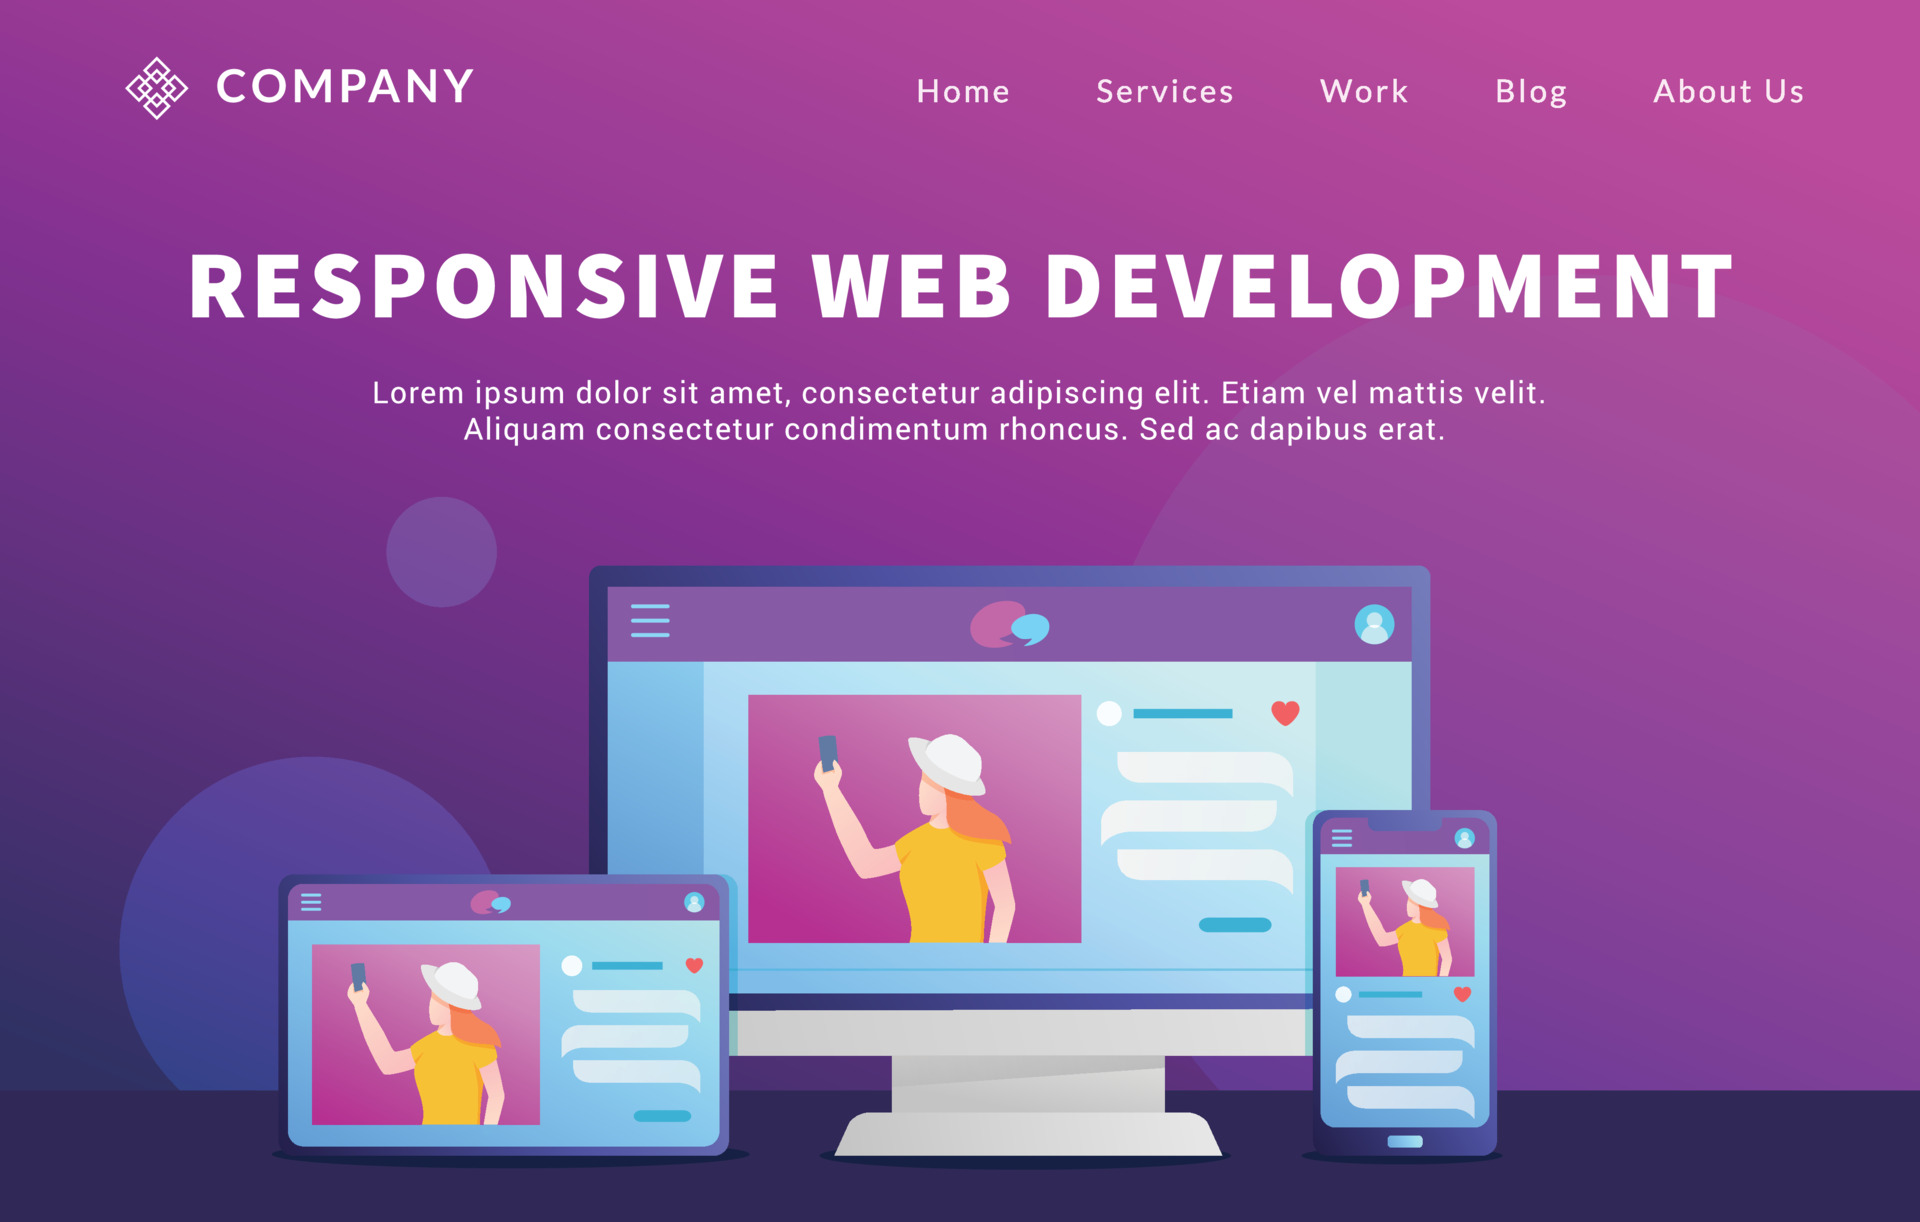 COMPANY
Home Services Work Blog About Us
RESPONSIVE WEB DEVELOPMENT
Lorem ipsum dolor sit amet, consectetur adipiscing elit. Etiam vel mattis velit.
Aliquam consectetur condimentum rhoncus. Sed ac dapibus erat.